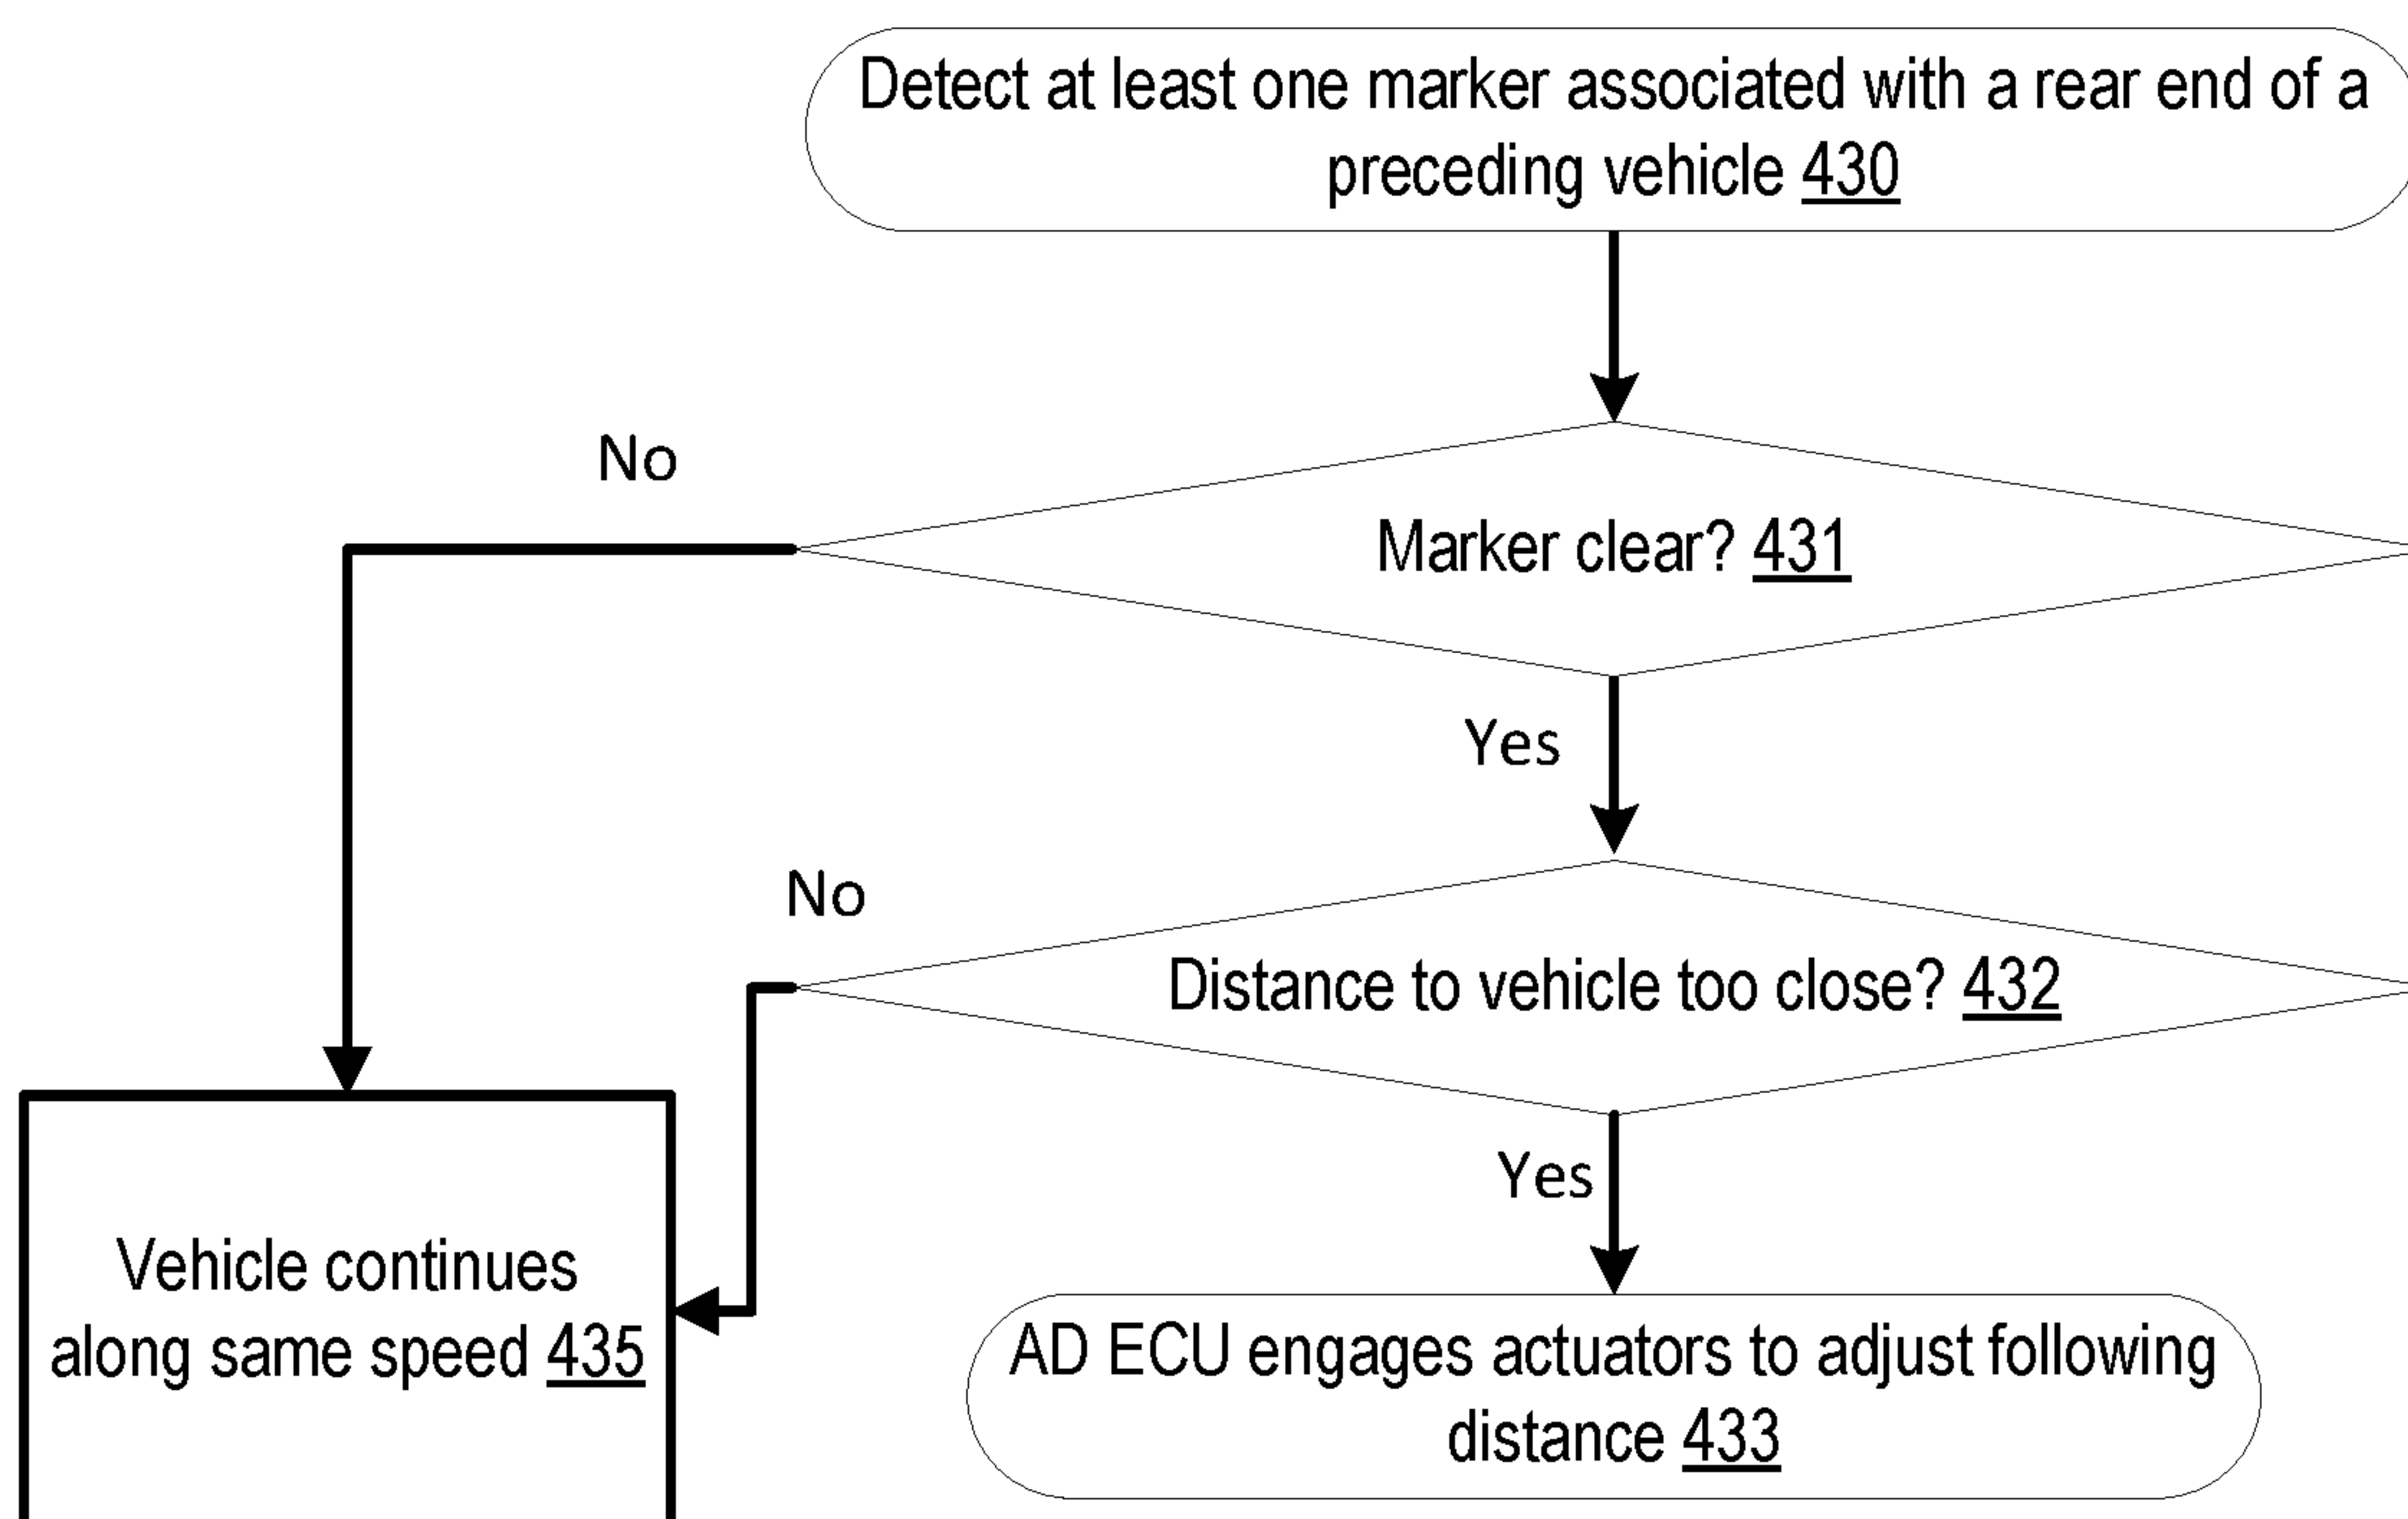 Detect at least one marker associated with a rear end of a
preceding vehicle 430
No
Marker clear? 431
Yes
No
Distance to vehicle too close? 432
Yes
Vehicle continues
along same speed 435
AD ECU engages actuators to adjust following
distance 433